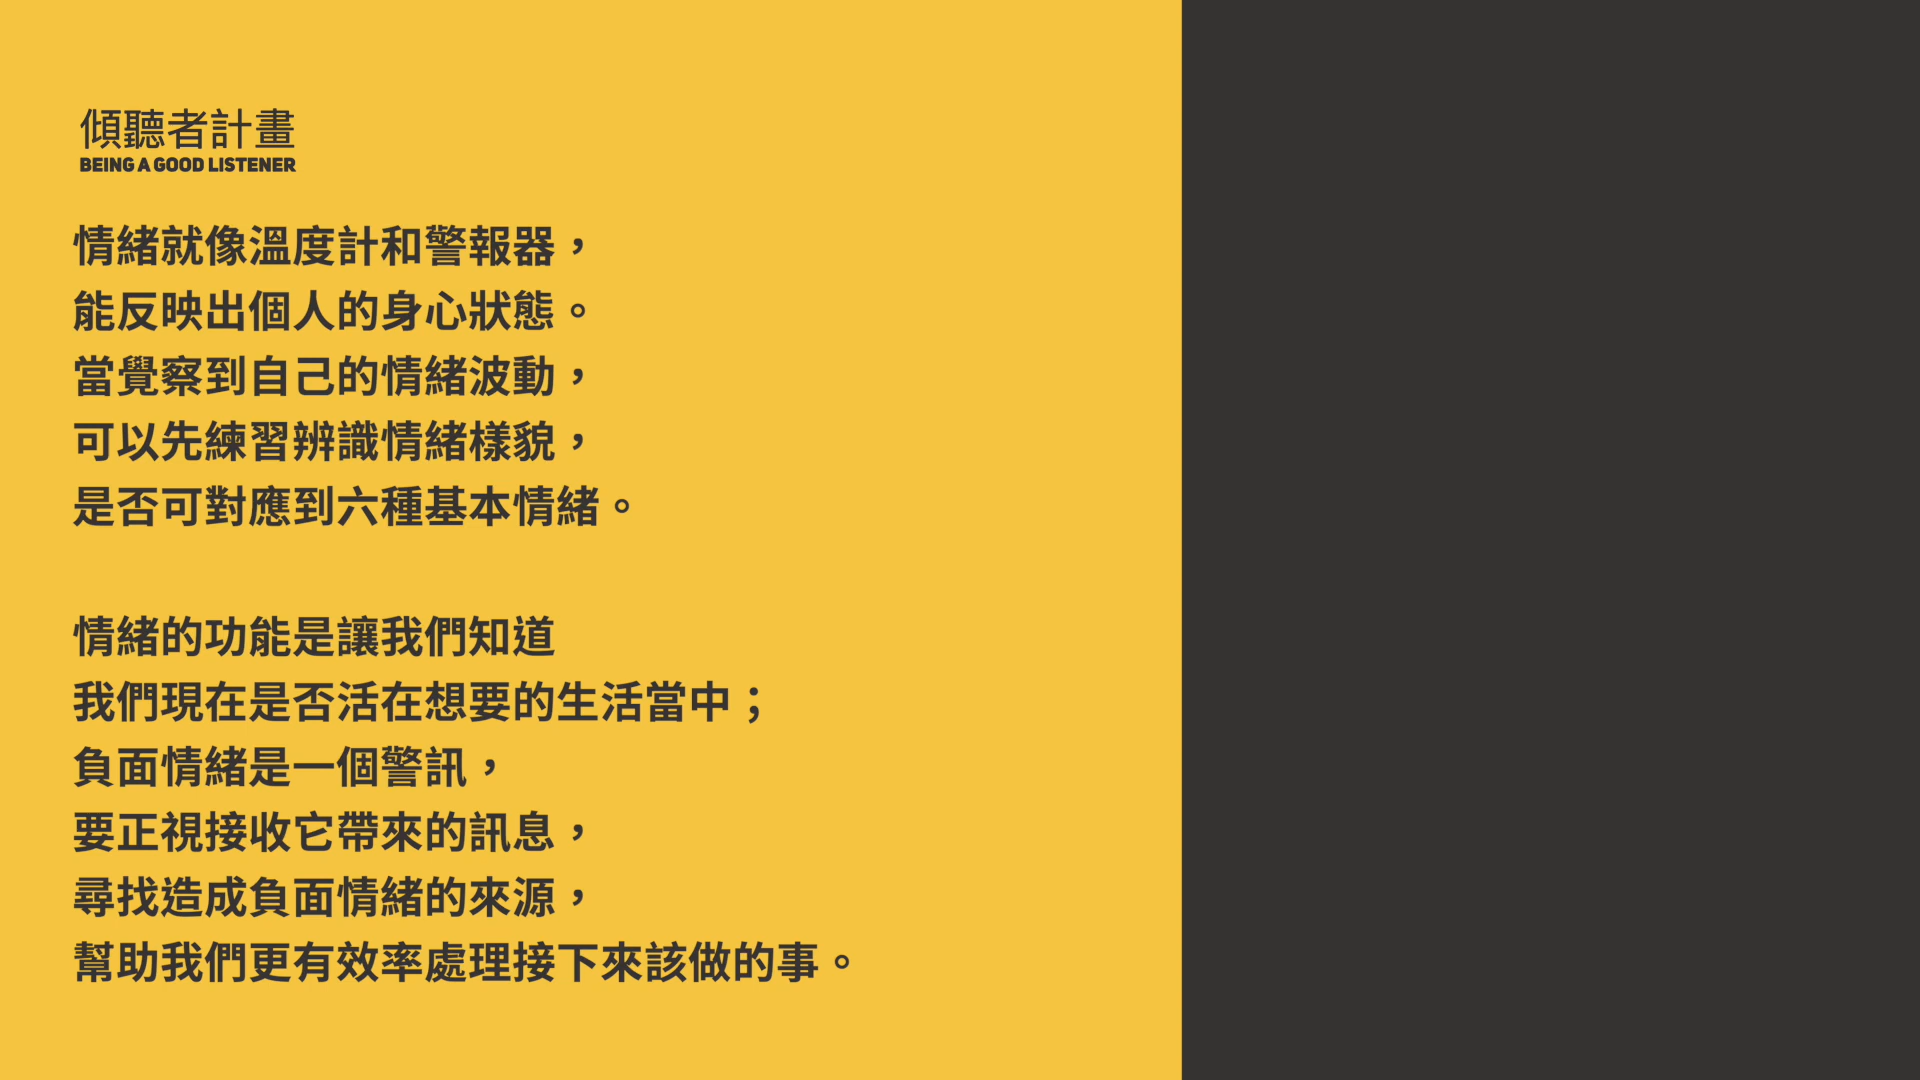 傾聽者計畫
BEING A GOOD LISTENER
情緒就像溫度計和警報器，
能反映出個人的身心狀態。
當覺察到自己的情緒波動，
可以先練習辨識情緒樣貌，
是否可對應到六種基本情緒。
情緒的功能是讓我們知道
我們現在是否活在想要的生活當中；
負面情緒是一個警訊，
要正視接收它帶來的訊息，
尋找造成負面情緒的來源，
幫助我們更有效率處理接下來該做的事。